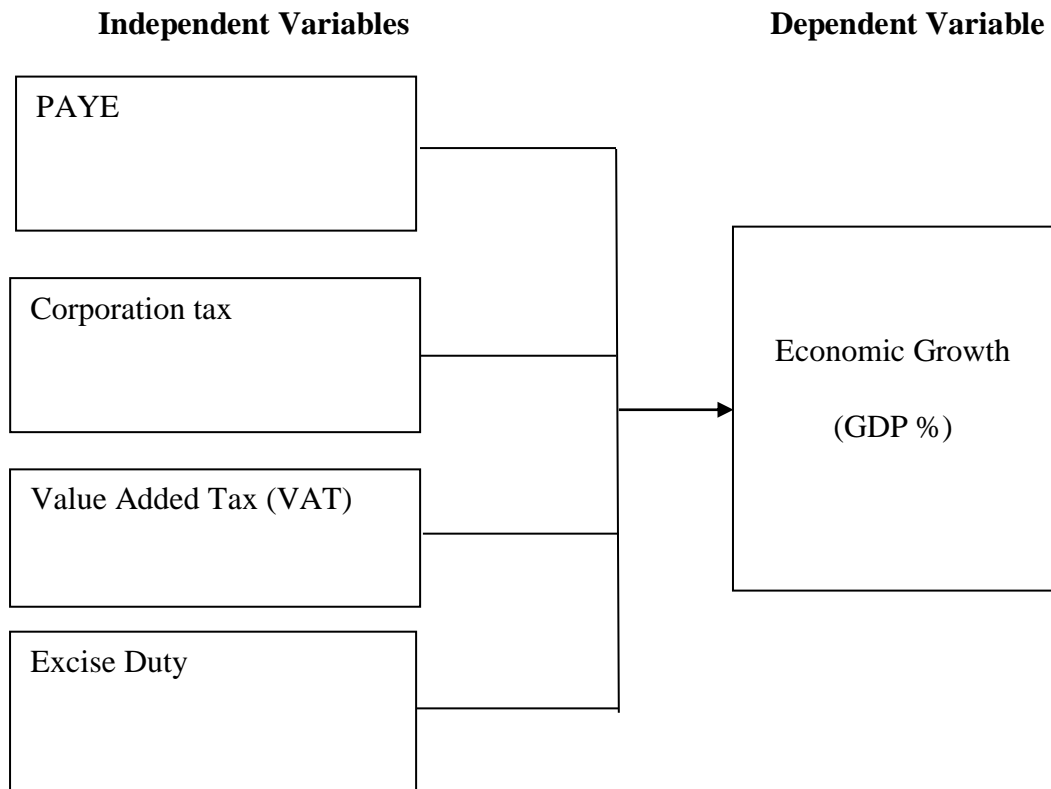 Independent Variables
Dependent Variable
PAYE
Corporation tax
Value Added Tax (VAT)
Excise Duty
Economic Growth
(GDP %)